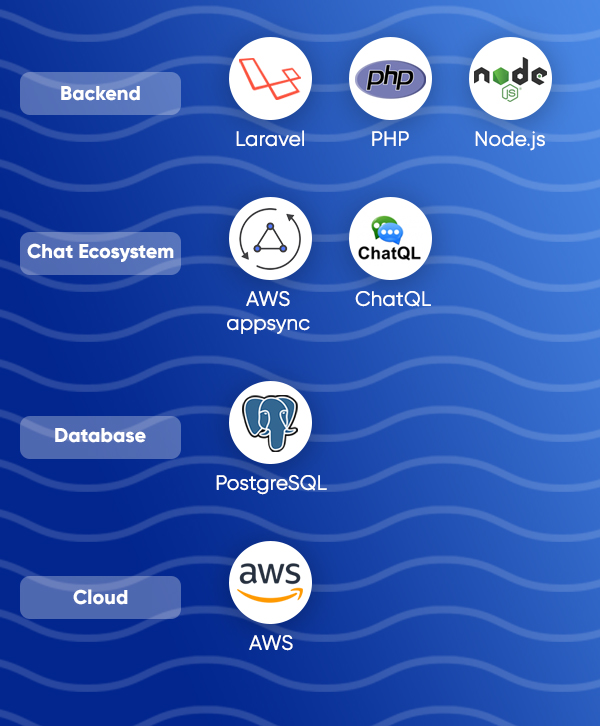 Backend
php
node
JS
Laravel
PHP
Node.js
Chat Ecosystem
ChatQL
AWS
appsync
ChatQL
Database
PostgreSQL
Cloud
aws
AWS